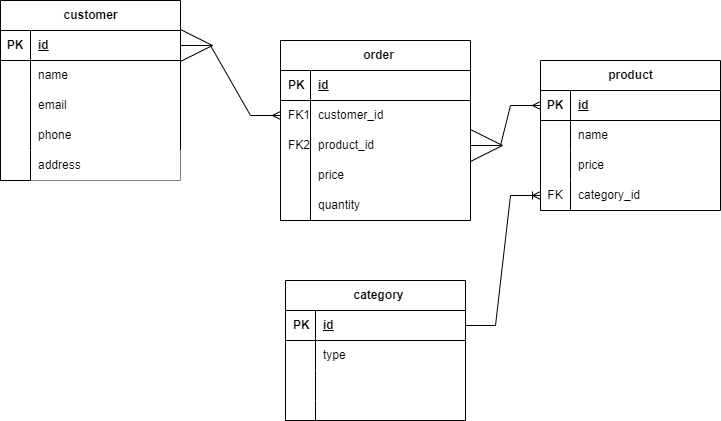 customer
PK id
name
email
phone
address
order
PK id
FK1 customer_id
FK2 product_id
price
quantity
product
PK id
name
price
FK category_id
category
PK id
type